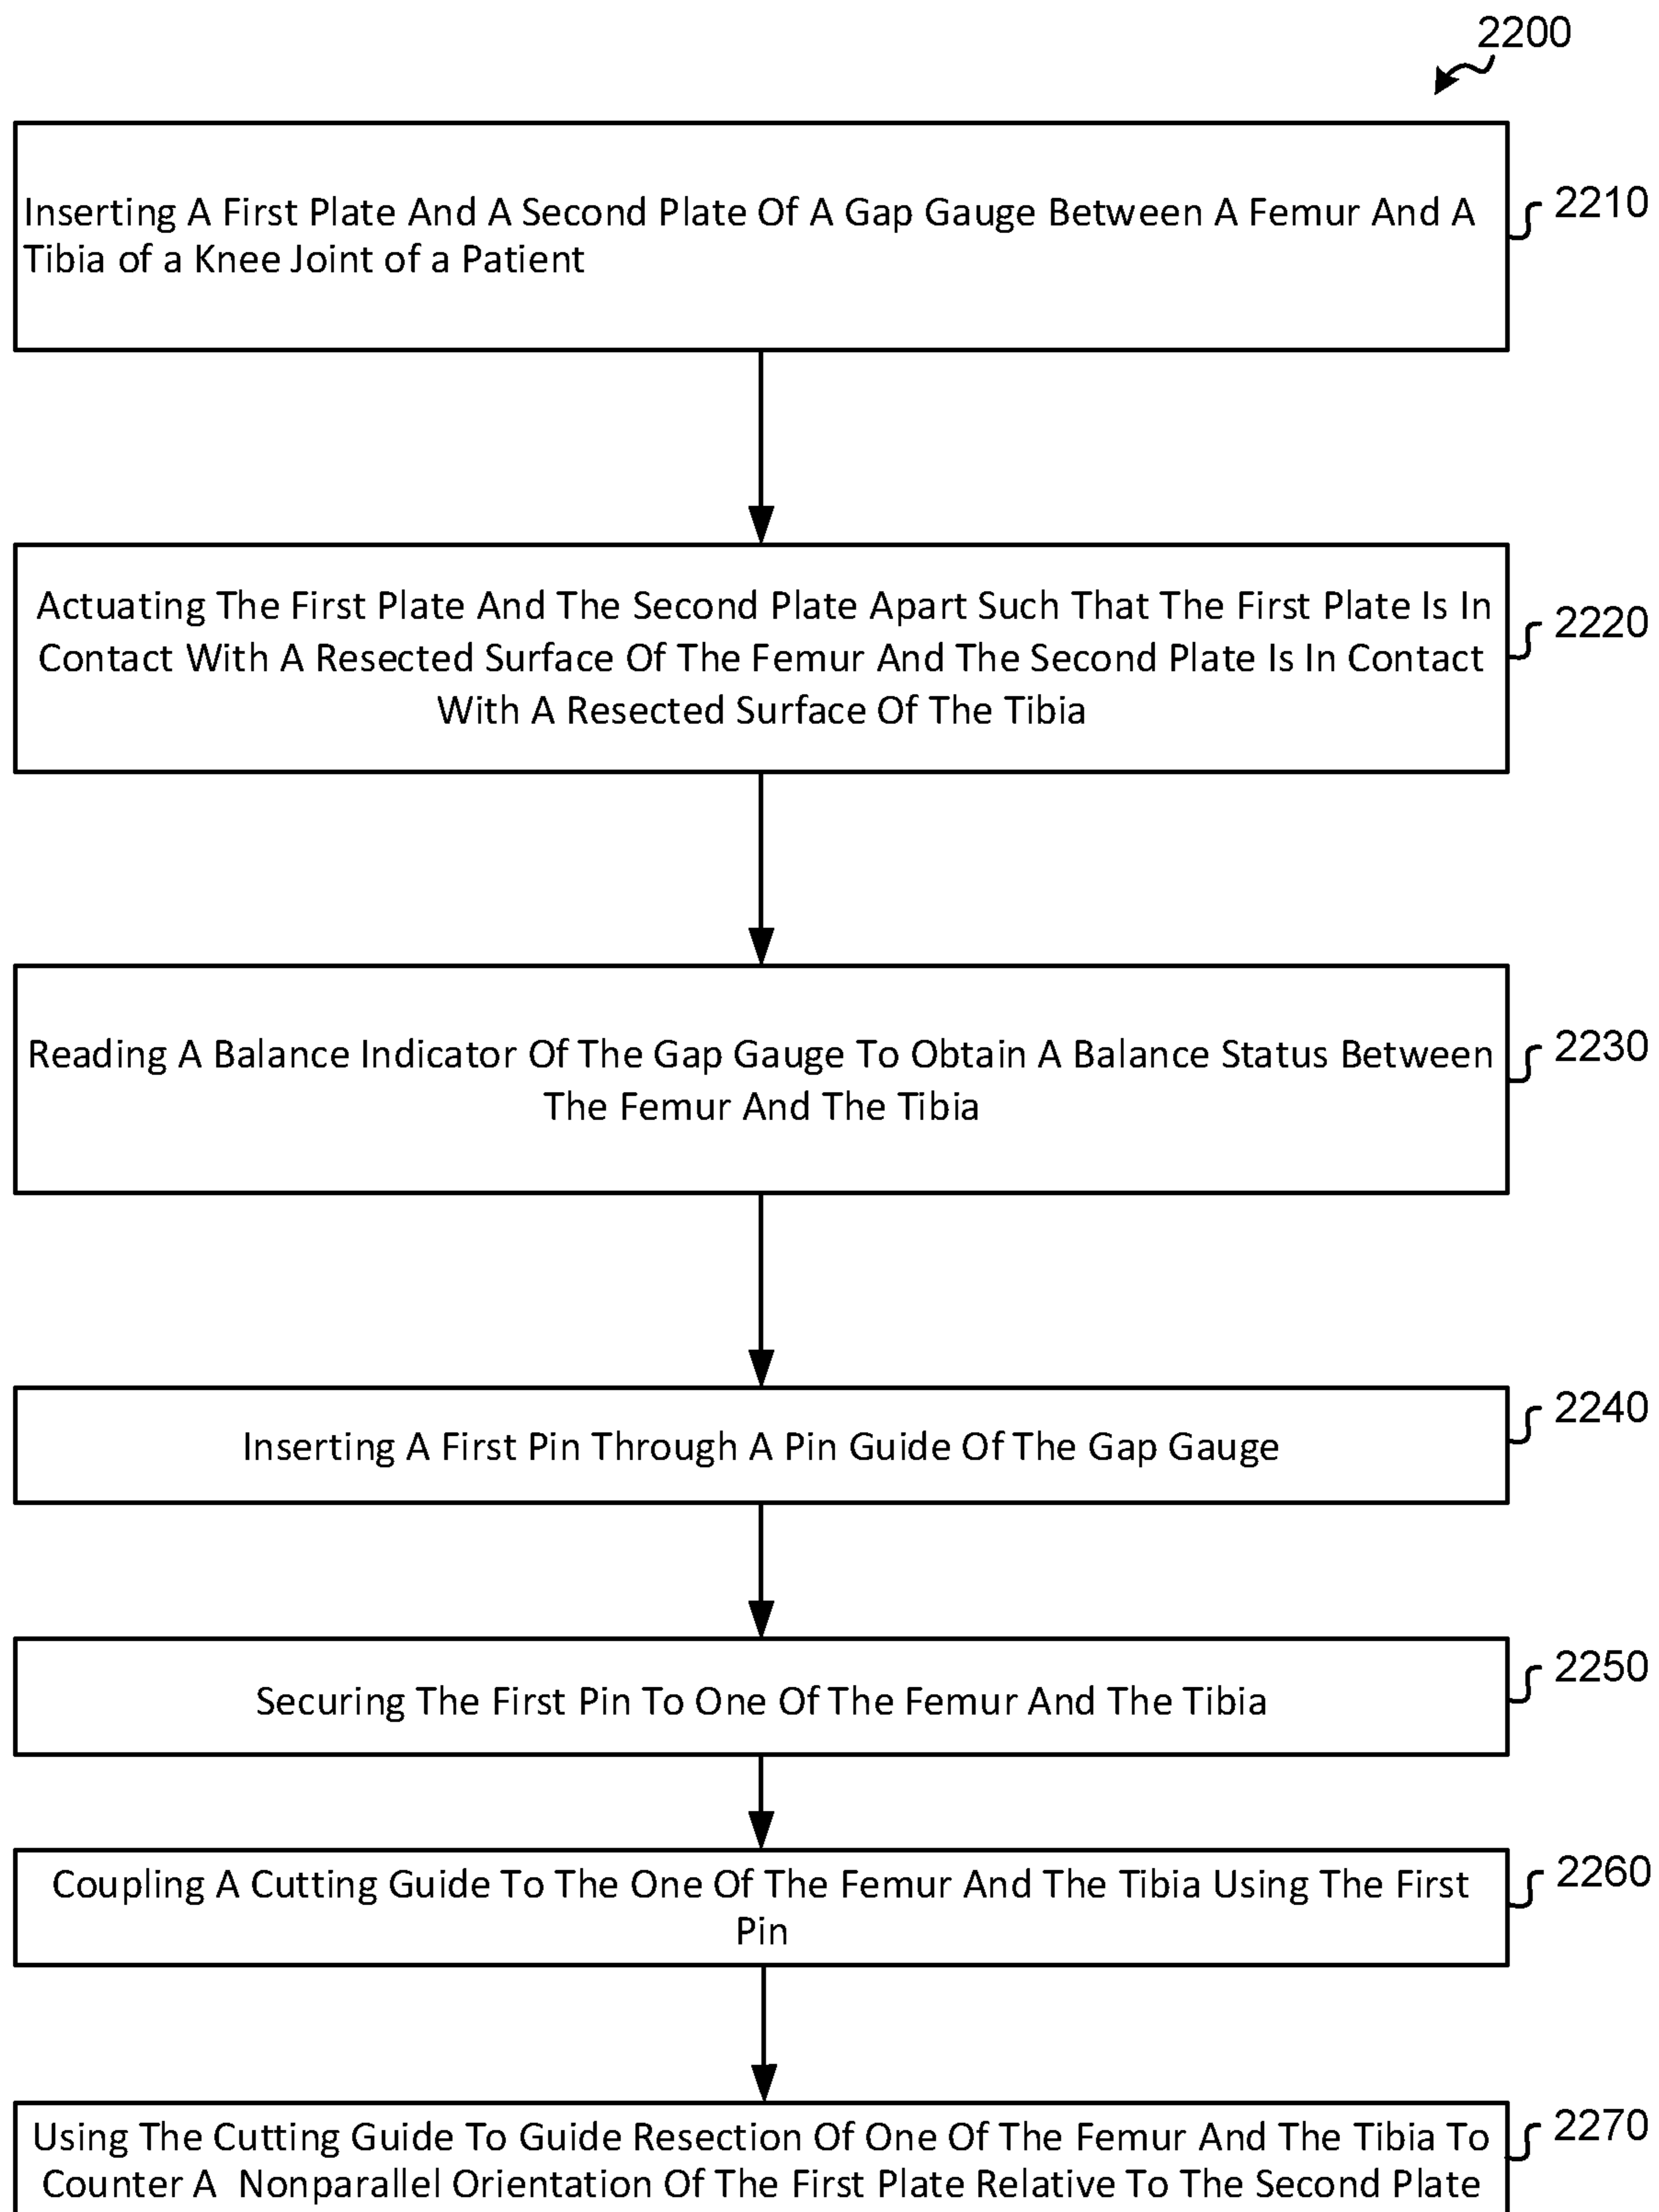 2200
Inserting A First Plate And A Second Plate Of A Gap Gauge Between A Femur And A
Tibia of a Knee Joint of a Patient
2210
Actuating The First Plate And The Second Plate Apart Such That The First Plate Is In
Contact With A Resected Surface Of The Femur And The Second Plate Is In Contact
With A Resected Surface Of The Tibia
2220
Reading A Balance Indicator Of The Gap Gauge To Obtain A Balance Status Between
The Femur And The Tibia
2230
Inserting A First Pin Through A Pin Guide Of The Gap Gauge
2240
Securing The First Pin To One Of The Femur And The Tibia
2250
Coupling A Cutting Guide To The One Of The Femur And The Tibia Using The First
Pin
2260
Using The Cutting Guide To Guide Resection Of One Of The Femur And The Tibia To
Counter A Nonparallel Orientation Of The First Plate Relative To The Second Plate
2270